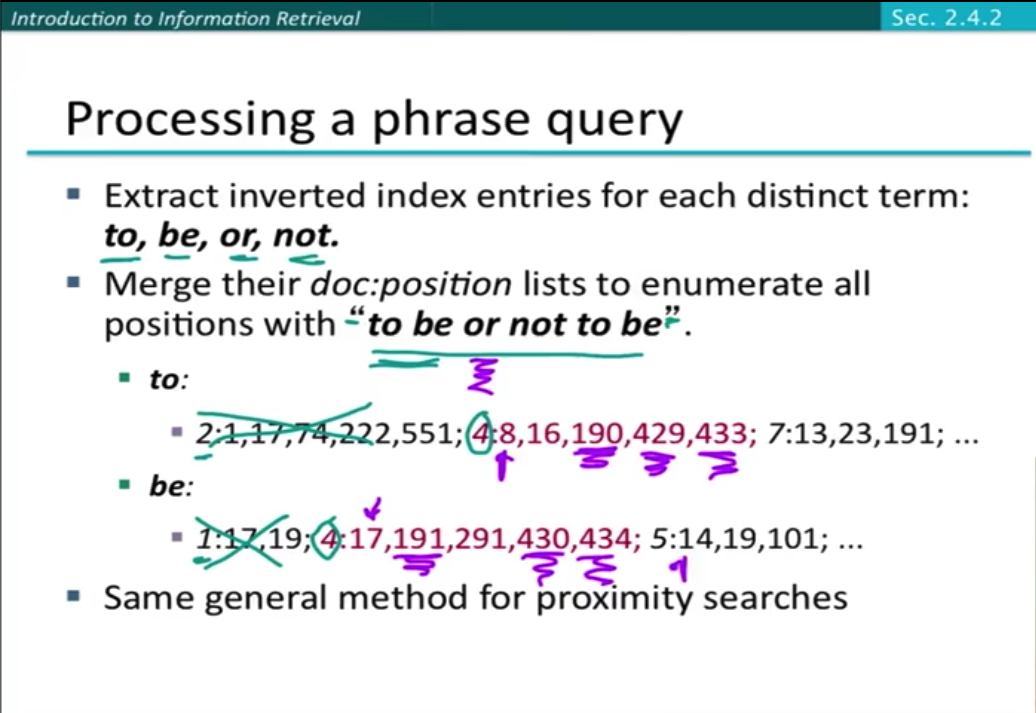 Introduction to Information Retrieval
Sec. 2.4.2
Processing a phrase query
Extract inverted index entries for each distinct term:
to, be, or, not.
Merge their doc:position lists to enumerate all
positions with “to be or not to be”.
to:
2:1,17,74,222,551; 4:8,16,190,429,433; 7:13,23,191; ...
be:
1:17,19; 4:17,191,291,430,434; 5:14,19,101; ...
Same general method for proximity searches